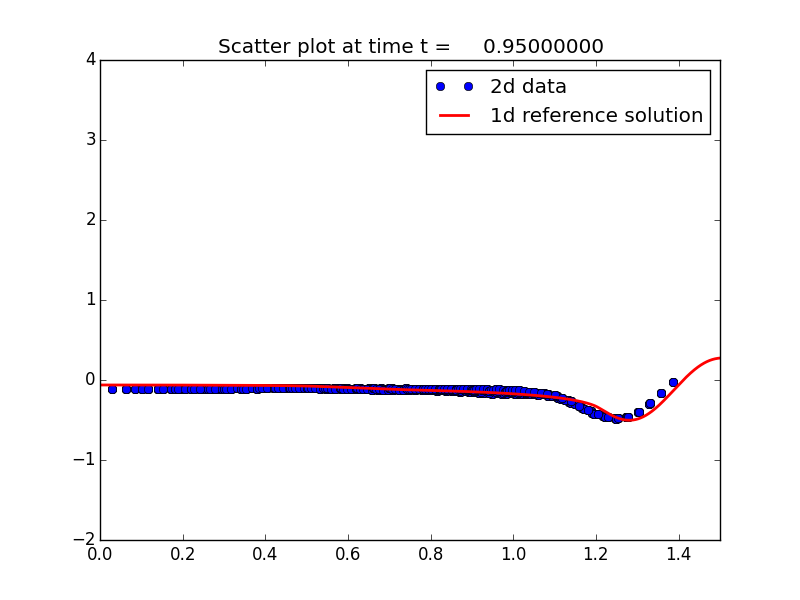 Scatter plot at time t = 0.95000000
2d data
1d reference solution
4
3
2
1
0
−1
−2
0.0 0.2 0.4 0.6 0.8 1.0 1.2 1.4